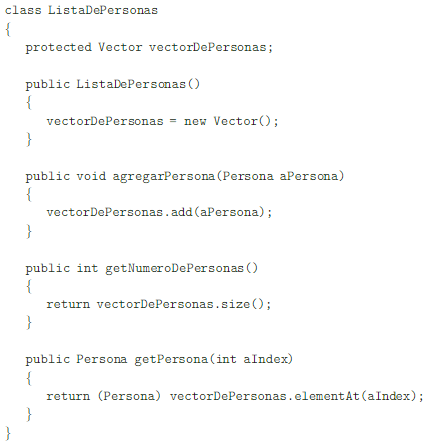 class ListaDePersonas
{
protected Vector vectorDePersonas;
public ListaDePersonas()
{
vectorDePersonas = new Vector();
}
public void agregarPersona(Persona aPersona)
{
vectorDePersonas.add(aPersona);
}
public int getNumeroDePersonas()
{
return vectorDePersonas.size();
}
public Persona getPersona(int aIndex)
{
return (Persona) vectorDePersonas.elementAt(aIndex);
}
}